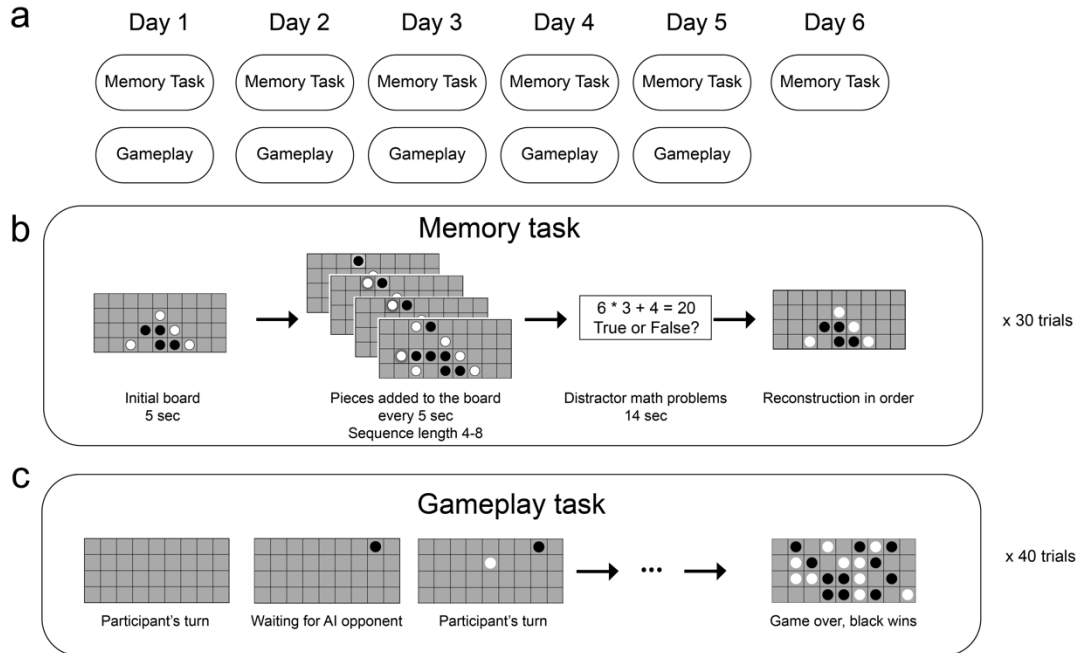 a
Day 1 Day 2 Day 3 Day 4 Day 5 Day 6
Memory Task Memory Task Memory Task Memory Task Memory Task Memory Task
Gameplay Gameplay Gameplay Gameplay Gameplay
b
Memory task
6 * 3 + 4 = 20
True or False?
x 30 trials
Initial board
5 sec
Pieces added to the board
every 5 sec
Sequence length 4-8
Distractor math problems
14 sec
Reconstruction in order
c
Gameplay task
x 40 trials
•••
Participant's turn Waiting for AI opponent Participant's turn Game over, black wins